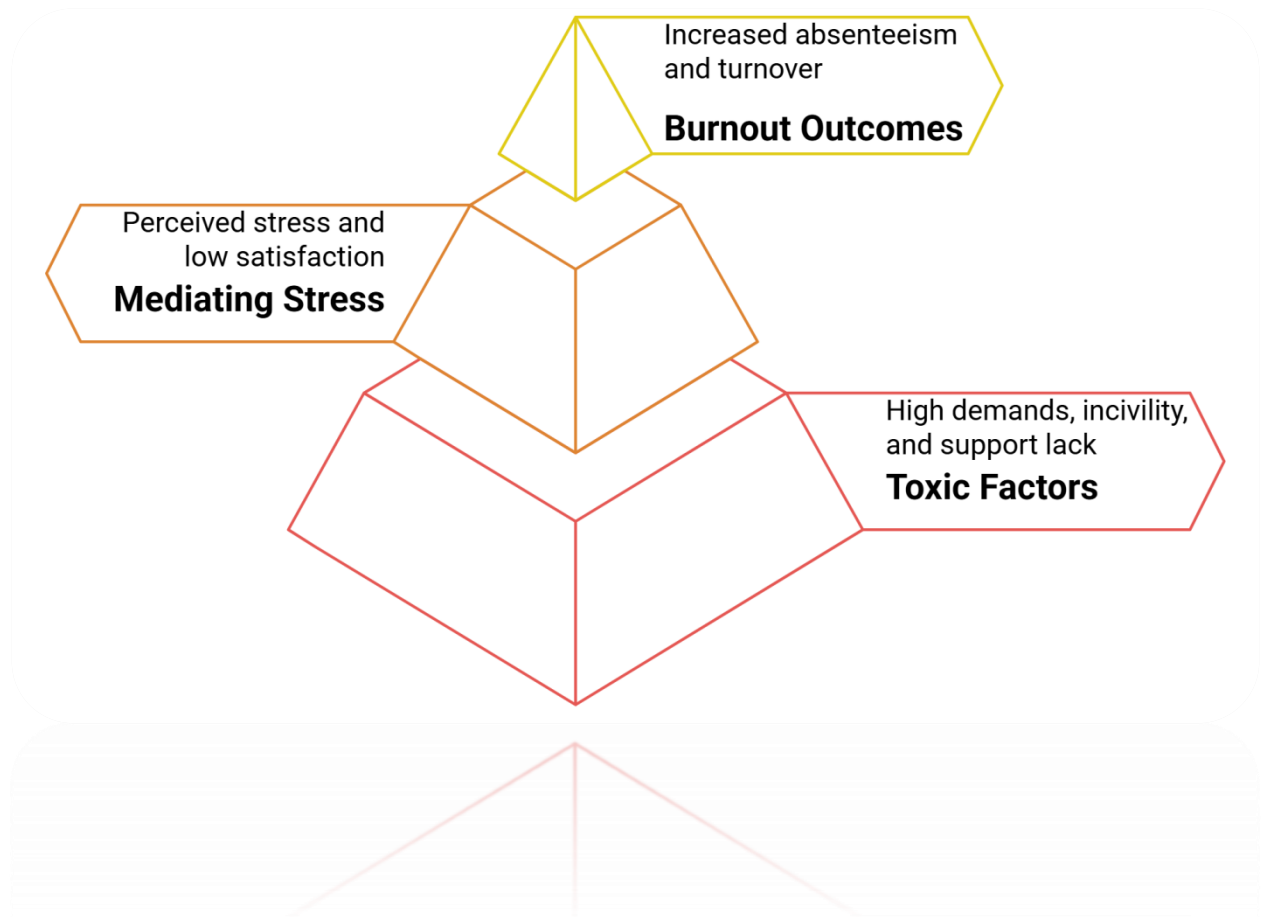 Increased absenteeism
and turnover
Burnout Outcomes
Perceived stress and
low satisfaction
Mediating Stress
High demands, incivility,
and support lack
Toxic Factors